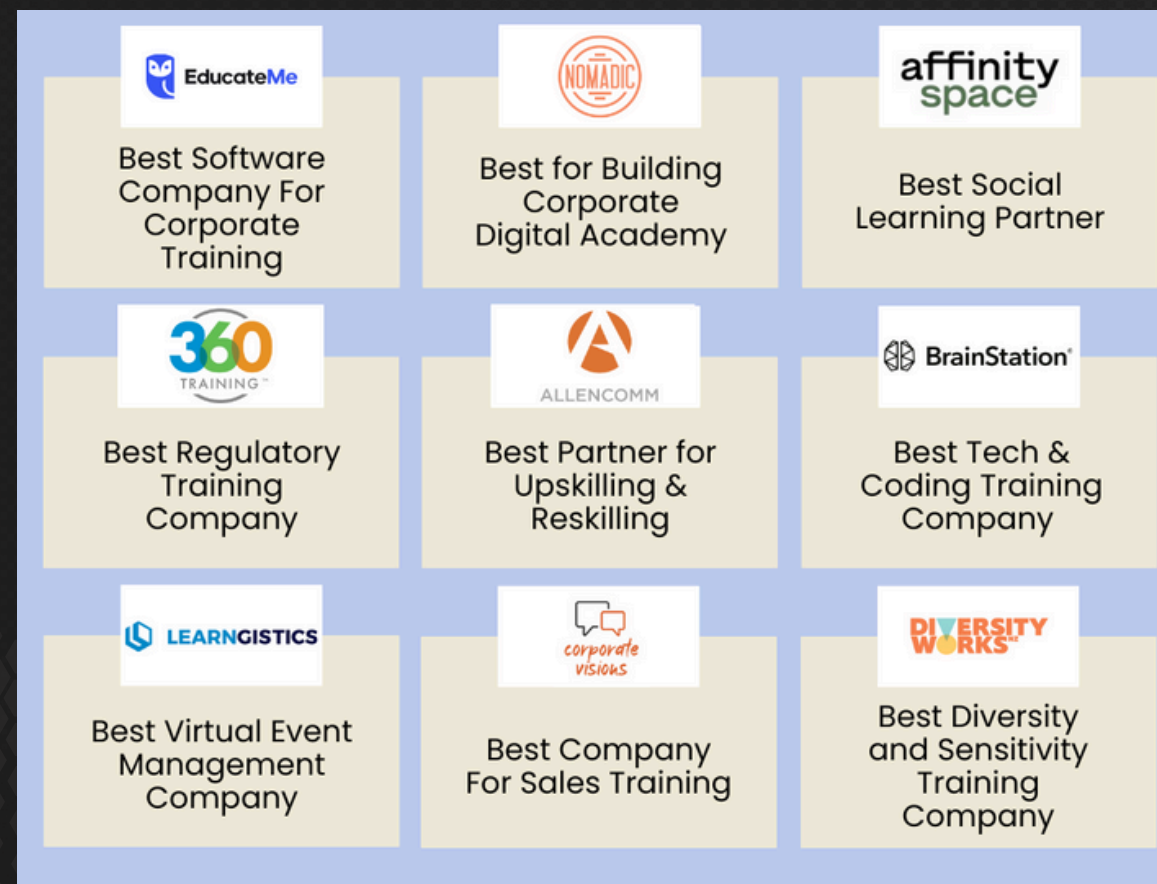 EducateMe
Best Software
Company For
Corporate
Training
NOMADIC
Best for Building
Corporate
Digital Academy
affinity
space
Best Social
Learning Partner
360
TRAINING™
Best Regulatory
Training
Company
ALLENCOMM
Best Partner for
Upskilling &
Reskilling
BrainStation®
Best Tech &
Coding Training
Company
LEARNGISTICS
Best Virtual Event
Management
Company
corporate
visions
Best Company
For Sales Training
DIVERSITY
WORKSNZ
Best Diversity
and Sensitivity
Training
Company